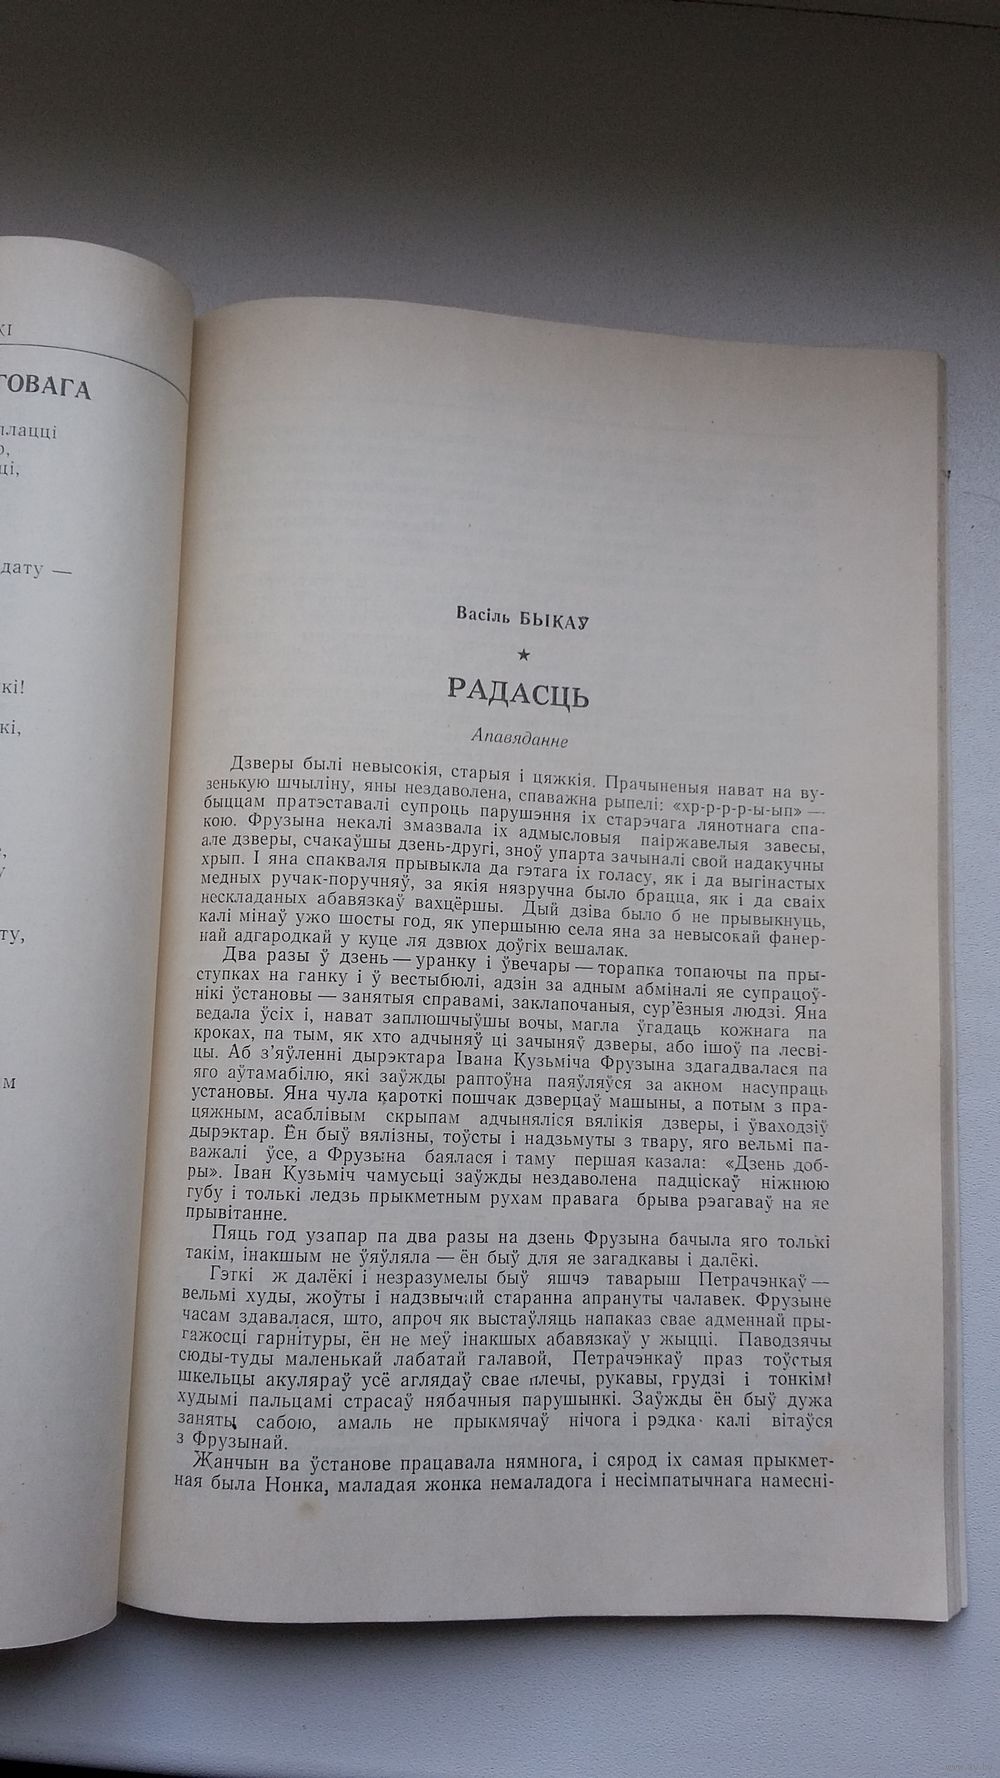 КІ
ГОВАГА
плацці
ці,
дату —
кі!
кі,
ту,
м
Васіль БЫКАЎ
★
РАДАСЦЬ
Апавяданне
Дзверы былі невысокія, старыя і цяжкія. Прачыненыя нават на ву-
зенькую шчыліну, яны нездаволена, спаважна рыпелі: «хр-р-р-р-ы-ып» —
быццам пратэставалі супроць парушэння іх старэчага лянотнага спа-
кою. Фрузына некалі змазвала іх адмысловыя паіржавелыя завесы,
але дзверы, счакаўшы дзень-другі, зноў упарта зачыналі свой надакучны
хрып. І яна спакваля прывыкла да гэтага іх голасу, як і да выгінастых
медных ручак-поручняў, за якія нязручна было брацца, як і да сваіх
нескладаных абавязкаў вахцёршы. Дый дзіва было б не прывыкнуць,
калі мінаў ужо шосты год, як упершыню села яна за невысокай фанер-
най адгародкай у куце ля дзвюх доўгіх вешалак.
Два разы ў дзень — уранку і ўвечары — торапка топаючы па пры-
ступках на ганку і ў вестыбюлі, адзін за адным абміналі яе супрацоў-
нікі ўстановы — занятыя справамі, заклапочаныя, сур’ёзныя людзі. Яна
ведала ўсіх і, нават заплюшчыўшы вочы, магла ўгадаць кожнага па
кроках, па тым, як хто адчыняў ці зачыняў дзверы, або ішоў па лесві-
цы. Аб з’яўленні дырэктара Івана Кузьміча Фрузына здагадвалася па
яго аўтамабілю, які заўжды раптоўна паяўляўся за акном насупраць
установы. Яна чула кароткі пошчак дзверцаў машыны, а потым з пра-
цяжным, асаблівым скрыпам адчыняліся вялікія дзверы, і ўваходзіў
дырэктар. Ён быў вялізны, тоўсты і надзьмуты з твару, яго вельмі па-
важалі ўсе, а Фрузына баялася і таму першая казала: «Дзень доб-
ры». Іван Кузьміч чамусьці заўжды нездаволена падціскаў ніжнюю
губу і толькі ледзь прыкметным рухам правага брыва рэагаваў на яе
прывітанне.
Пяць год узапар па два разы на дзень Фрузына бачыла яго толькі
такім, інакшым не ўяўляла — ён быў для яе загадкавы і далёкі.
Гэткі ж далёкі і незразумелы быў яшчэ таварыш Петрачэнкаў —
вельмі худы, жоўты і надзвычай старанна апрануты чалавек. Фрузыне
часам здавалася, што, апроч як выстаўляць напаказ свае адменнай пры-
гажосці гарнітуры, ён не меў інакшых абавязкаў у жыцці. Паводзячы
сюды-туды маленькай лабатай галавой, Петрачэнкаў праз тоўстыя
шкельцы акуляраў усё аглядаў свае плечы, рукавы, грудзі і тонкімі
худымі пальцамі страсаў нябачныя парушынкі. Заўжды ён быў дужа
заняты сабою, амаль не прыкмячаў нічога і рэдка калі вітаўся
з Фрузынай.
Жанчын ва ўстанове працавала нямнога, і сярод іх самая прыкмет-
ная была Нонка, маладая жонка немаладога і несімпатычнага намесні-